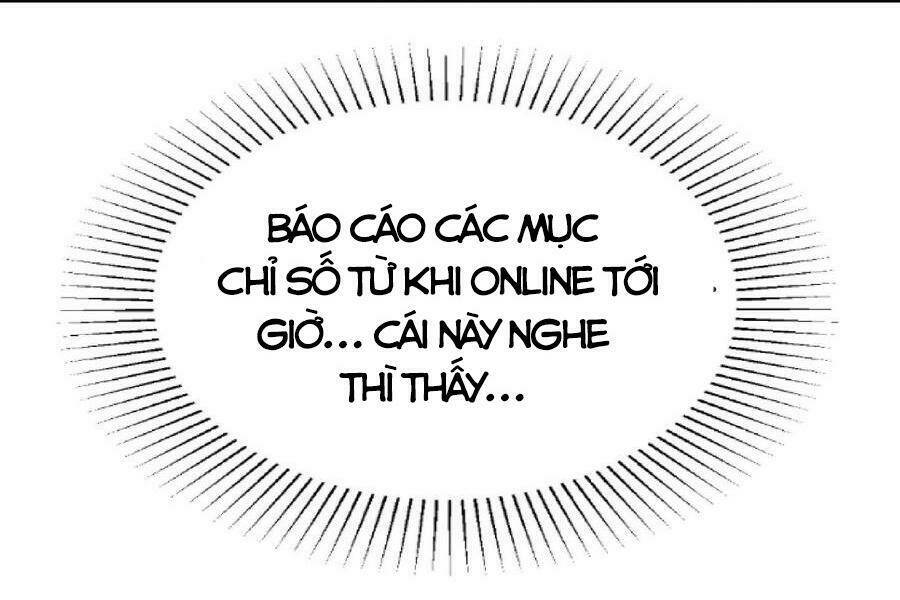 BÁO CÁO CÁC MỤC
CHỈ SỐ TỪ KHI ONLINE TỚI
GIỜ... CÁI NÀY NGHE
THÌ THẤY...